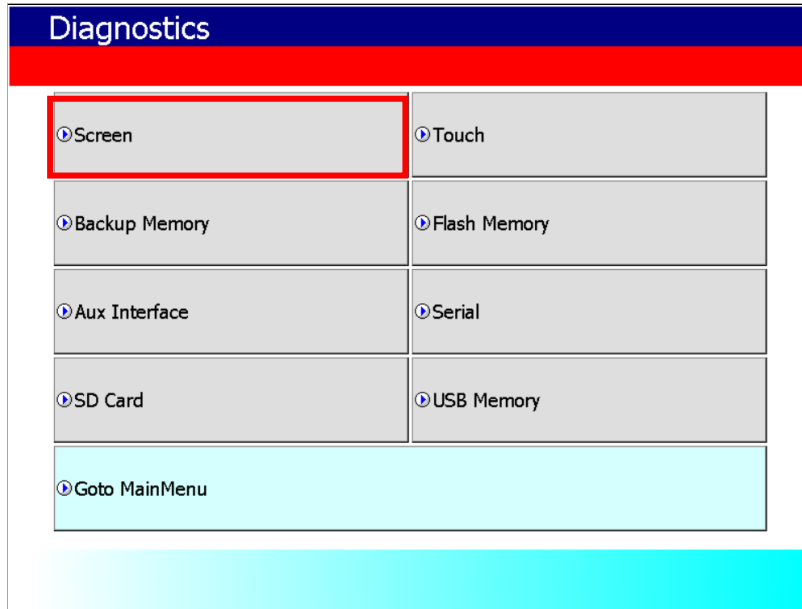 Diagnostics
Screen
Touch
Backup Memory
Flash Memory
Aux Interface
Serial
SD Card
USB Memory
Goto MainMenu